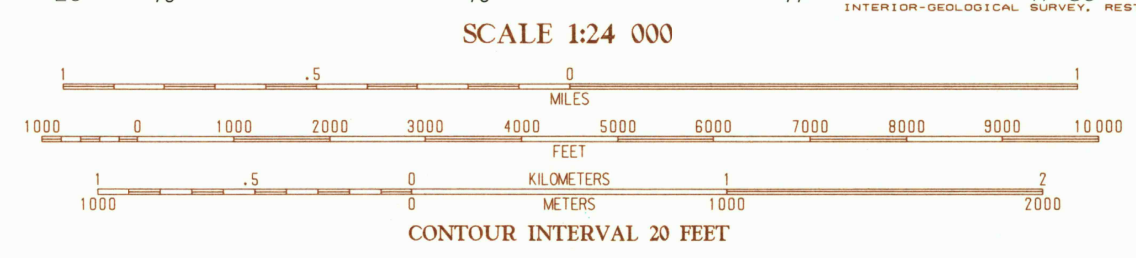 INTERIOR-GEOLOGICAL SURVEY, REST
SCALE 1:24 000
1 .5 0 1
MILES
1000 0 1000 2000 3000 4000 5000 6000 7000 8000 9000 10 000
FEET
1 .5 0 KILOMETERS 1 2
1000 0 METERS 1000 2000
CONTOUR INTERVAL 20 FEET